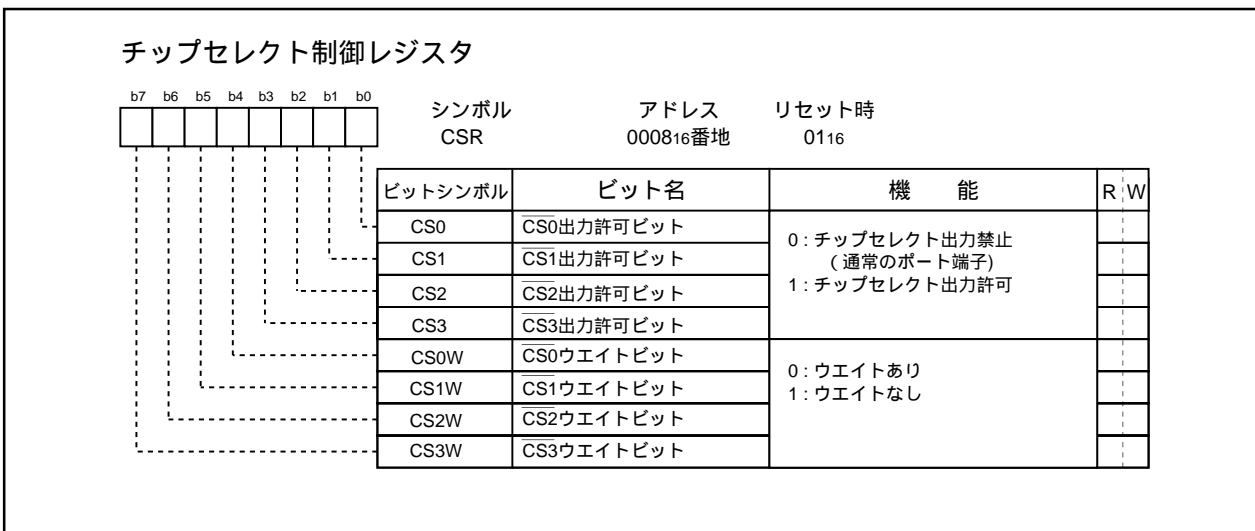 チップセレクト制御レジスタ
b7 b6 b5 b4 b3 b2 b1 b0
シンボル アドレス リセット時
CSR 000816番地 0116
ビットシンボル ビット名 機 能 R W
CS0 CS0出力許可ビット
CS1 CS1出力許可ビット
CS2 CS2出力許可ビット
CS3 CS3出力許可ビット
0 : チップセレクト出力禁止
(通常のポート端子)
1 : チップセレクト出力許可
CS0W CS0ウエイトビット
CS1W CS1ウエイトビット
CS2W CS2ウエイトビット
CS3W CS3ウエイトビット
0 : ウエイトあり
1 : ウエイトなし